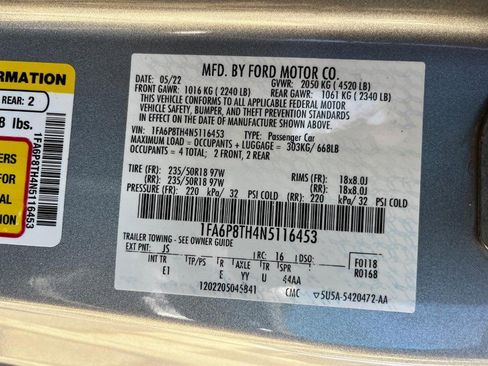 FORMATION
REAR: 2
8 lbs.
1FA6P8TH4N5116453
MFD. BY FORD MOTOR CO.
DATE: 05/22 GVWR: 2050 KG ( 4520 LB)
FRONT GAWR: 1016 KG ( 2240 LB) REAR GAWR: 1061 KG ( 2340 LB)
THIS VEHICLE CONFORMS TO ALL APPLICABLE FEDERAL MOTOR
VEHICLE SAFETY, BUMPER, AND THEFT PREVENTION STANDARDS
IN EFFECT ON THE DATE OF MANUFACTURE SHOWN ABOVE.
VIN: 1FA6P8TH4N5116453 TYPE: Passenger Car
MAXIMUM LOAD = OCCUPANTS + LUGGAGE = 303KG/ 668LB
OCCUPANTS = 4 TOTAL; 2 FRONT, 2 REAR
TIRE (FR): 235/50R18 97W RIMS (FR): 18x8.0J
TIRE (RR): 235/50R18 97W RIMS (RR): 18x8.0J
PRESSURE (FR): 220 kPa/ 32 PSI COLD (RR): 220 kPa/ 32 PSI COLD
1FA6P8TH4N5116453
TRAILER TOWING - SEE OWNER GUIDE
EXT PNT: JS RC: 16 DSO: F0118
R0168
INT TR TP/PS R AXLE TR SPR
E1 E YY U 44AA
1202205045841 CMC 5U5A-5420472-AA